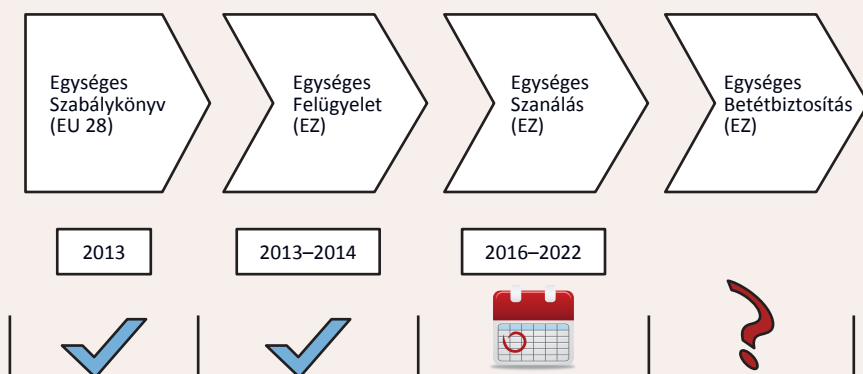 Egységes
Szabálykönyv
(EU 28)
Egységes
Felügyelet
(EZ)
Egységes
Szanálás
(EZ)
Egységes
Betétbiztosítás
(EZ)
2013
2013–2014
2016–2022
?